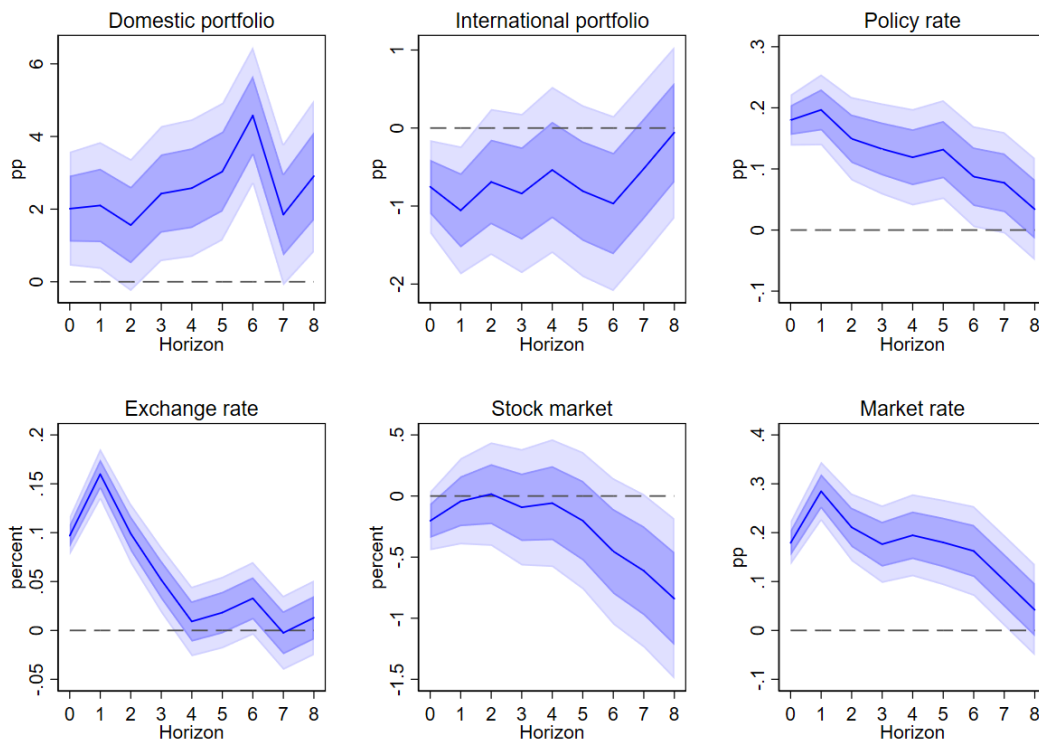 Domestic portfolio
pp
6
4
2
0
0 1 2 3 4 5 6 7 8
Horizon
International portfolio
pp
1
0
-1
-2
0 1 2 3 4 5 6 7 8
Horizon
Policy rate
pp
.3
.2
.1
0
-.1
0 1 2 3 4 5 6 7 8
Horizon
Exchange rate
percent
.2
.15
.1
.05
0
-.05
0 1 2 3 4 5 6 7 8
Horizon
Stock market
percent
.5
0
-.5
-1
-1.5
0 1 2 3 4 5 6 7 8
Horizon
Market rate
pp
.4
.3
.2
.1
0
-.1
0 1 2 3 4 5 6 7 8
Horizon